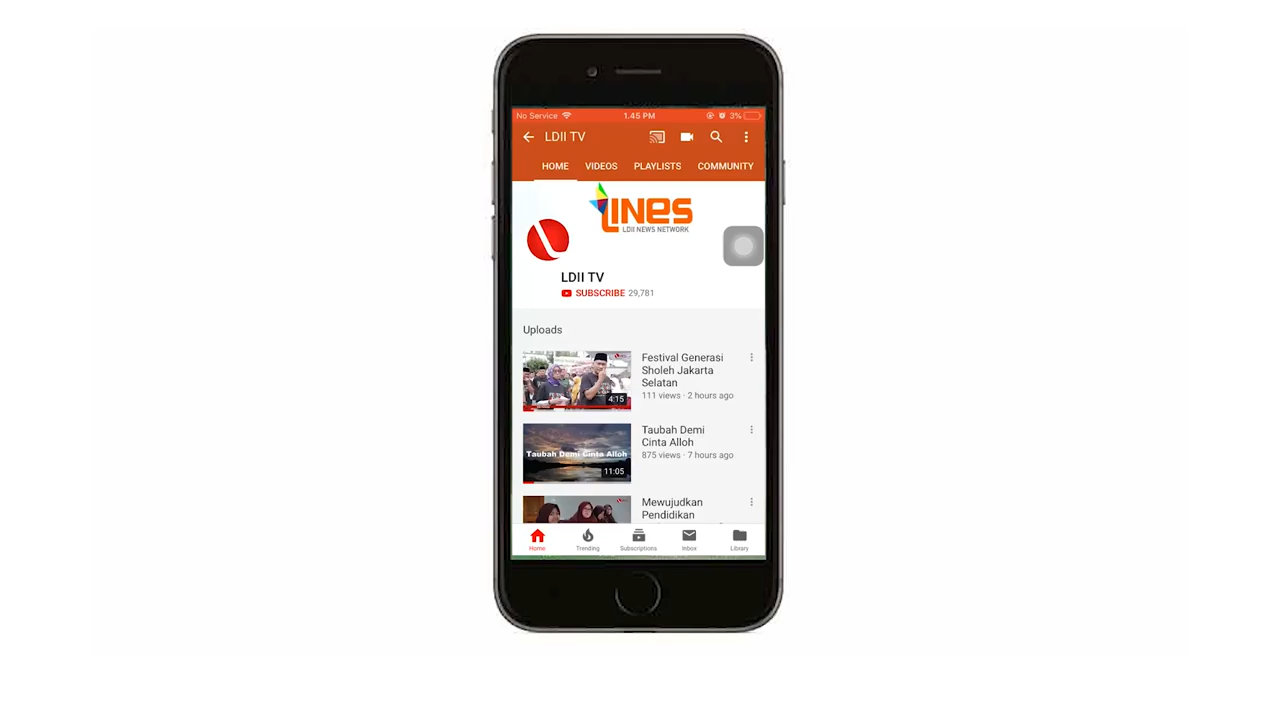 No Service 1.45 PM 3%
LDII TV
HOME VIDEOS PLAYLISTS COMMUNITY
LINES
LDII NEWS NETWORK
LDII TV
SUBSCRIBE 29,781
Uploads
Festival Generasi
Sholeh Jakarta
Selatan
111 views · 2 hours ago
4:15
Taubah Demi
Cinta Alloh
875 views · 7 hours ago
Taubah Demi Cinta Alloh
11:05
Mewujudkan
Pendidikan
Home Trending Subscriptions Inbox Library